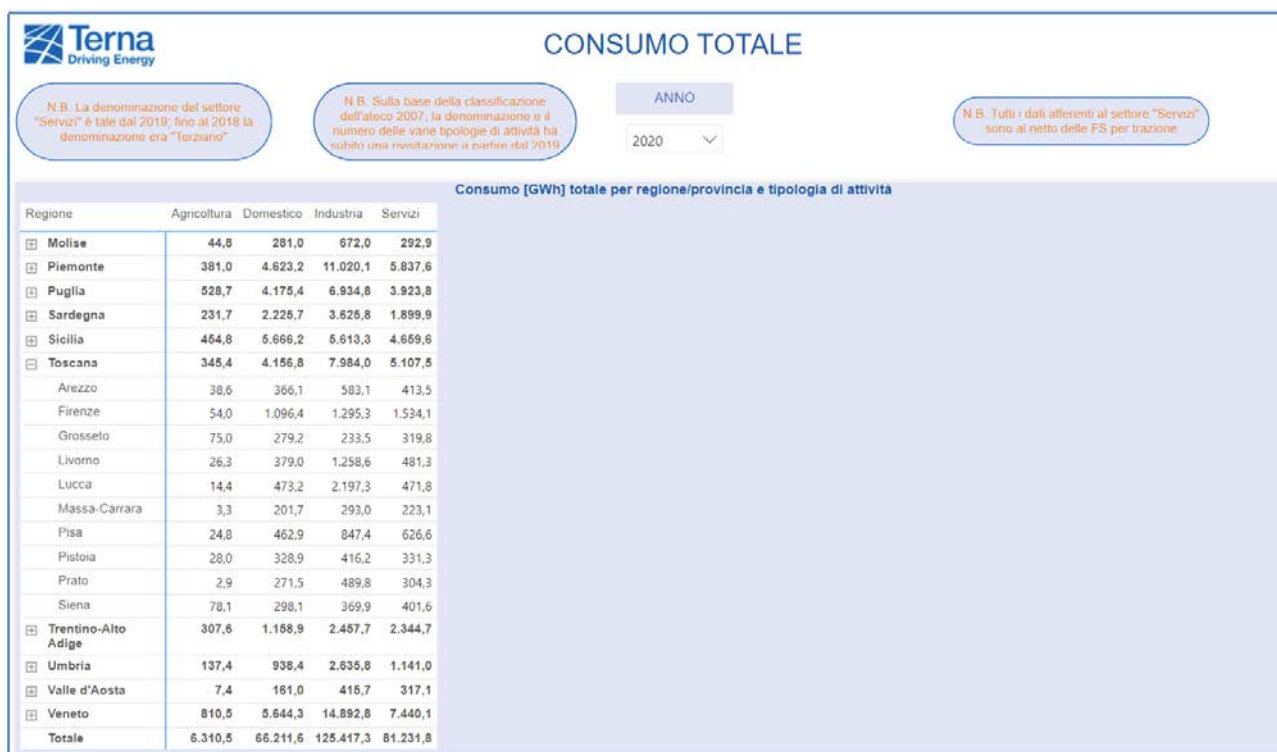 Terna
Driving Energy
CONSUMO TOTALE
N.B. La denominazione del settore
"Servizi" è tale dal 2019; fino al 2018 la
denominazione era "Terziario"
N.B. Sulla base della classificazione
dell'ateco 2007, la denominazione e il
numero delle varie tipologie di attività ha
subito una rivisitazione a partire dal 2019
ANNO
2020
N.B. Tutti i dati afferenti al settore "Servizi"
sono al netto delle FS per trazione
Consumo [GWh] totale per regione/provincia e tipologia di attività
Regione Agricoltura Domestico Industria Servizi
Molise 44,8 281,0 672,0 292,9
Piemonte 381,0 4.623,2 11.020,1 5.837,6
Puglia 528,7 4.175,4 6.934,8 3.923,8
Sardegna 231,7 2.225,7 3.625,8 1.899,9
Sicilia 454,8 5.666,2 5.613,3 4.659,6
Toscana 345,4 4.156,8 7.984,0 5.107,5
Arezzo 38,6 366,1 583,1 413,5
Firenze 54,0 1.096,4 1.295,3 1.534,1
Grosseto 75,0 279,2 233,5 319,8
Livorno 26,3 379,0 1.258,6 481,3
Lucca 14,4 473,2 2.197,3 471,8
Massa-Carrara 3,3 201,7 293,0 223,1
Pisa 24,8 462,9 847,4 626,6
Pistoia 28,0 328,9 416,2 331,3
Prato 2,9 271,5 489,8 304,3
Siena 78,1 298,1 369,9 401,6
Trentino-Alto 307,6 1.158,9 2.457,7 2.344,7
Adige
Umbria 137,4 938,4 2.635,8 1.141,0
Valle d'Aosta 7,4 161,0 415,7 317,1
Veneto 810,5 5.644,3 14.892,8 7.440,1
Totale 6.310,5 66.211,6 125.417,3 81.231,8